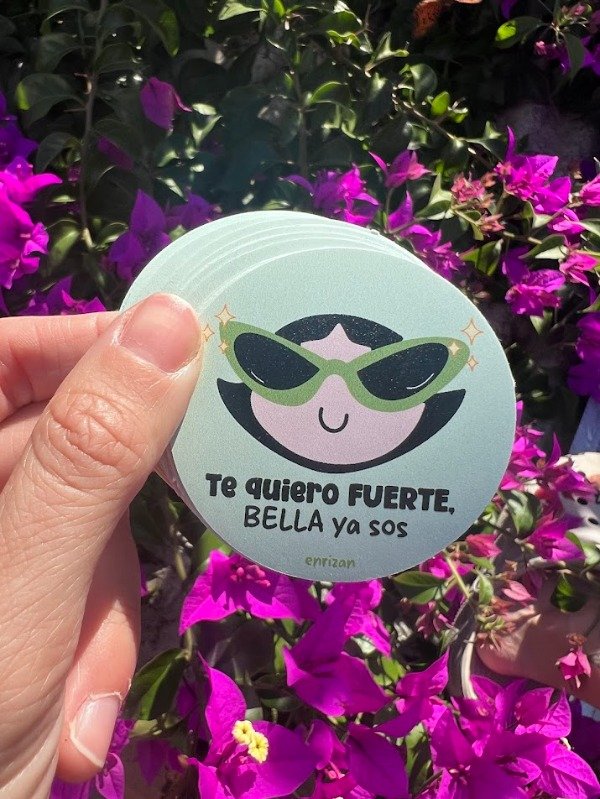 Te quiero FUERTE,
BELLA ya sos
enrizan